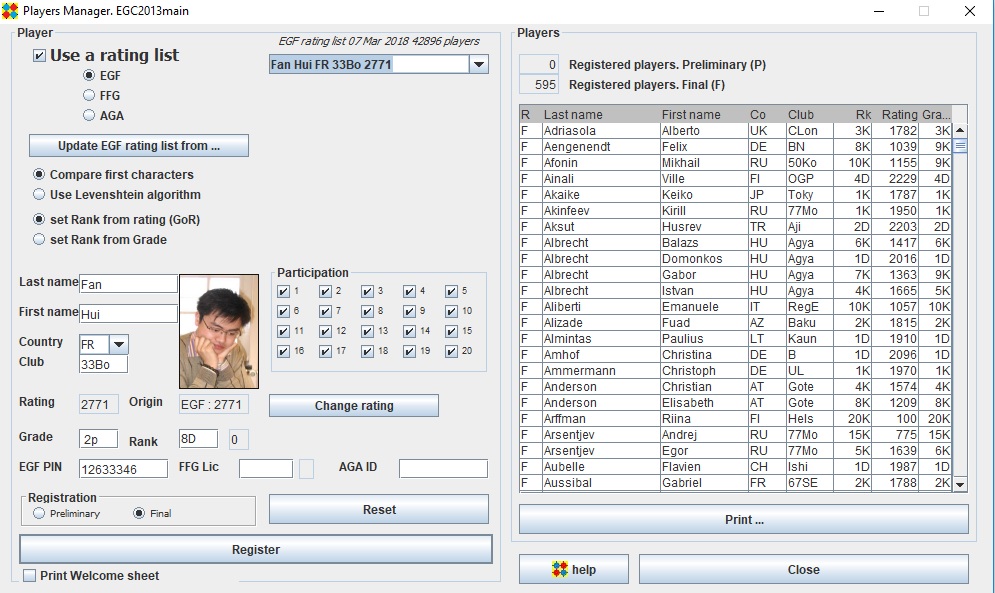 Players Manager. EGC2013main
Player
Use a rating list
EGF
FFG
AGA
EGF rating list 07 Mar 2018 42896 players
Fan Hui FR 33Bo 2771
Update EGF rating list from ...
Compare first characters
Use Levenshtein algorithm
set Rank from rating (GoR)
set Rank from Grade
Last name Fan
First name Hui
Country FR
Club 33Bo
Participation
1 2 3 4 5
6 7 8 9 10
11 12 13 14 15
16 17 18 19 20
Rating 2771 Origin EGF : 2771 Change rating
Grade 2p Rank 8D 0
EGF PIN 12633346 FFG Lic AGA ID
Registration
Preliminary Final
Reset
Register
Print Welcome sheet
Players
0 Registered players. Preliminary (P)
595 Registered players. Final (F)
R Last name First name Co Club Rk Rating Gra...
F Adriasola Alberto UK CLon 3K 1782 3K
F Aengenendt Felix DE BN 8K 1039 9K
F Afonin Mikhail RU 50Ko 10K 1155 9K
F Ainali Ville FI OGP 4D 2229 4D
F Akaike Keiko JP Toky 1K 1787 1K
F Akinfeev Kirill RU 77Mo 1K 1950 1K
F Aksut Husrev TR Aji 2D 2203 2D
F Albrecht Balazs HU Agya 6K 1417 6K
F Albrecht Domonkos HU Agya 1D 2016 1D
F Albrecht Gabor HU Agya 7K 1363 9K
F Albrecht Istvan HU Agya 4K 1665 5K
F Aliberti Emanuele IT RegE 10K 1057 10K
F Alizade Fuad AZ Baku 2K 1815 2K
F Almintas Paulius LT Kaun 1D 1910 1D
F Amhof Christina DE B 1D 2096 1D
F Ammermann Christoph DE UL 1K 1970 1K
F Anderson Christian AT Gote 4K 1574 4K
F Anderson Elisabeth AT Gote 8K 1209 8K
F Arffman Riina FI Hels 20K 100 20K
F Arsentjev Andrej RU 77Mo 15K 775 15K
F Arsentjev Egor RU 77Mo 5K 1639 6K
F Aubelle Flavien CH Ishi 1D 1987 1D
F Aussibal Gabriel FR 67SE 2K 1788 2K
Print ...
help Close